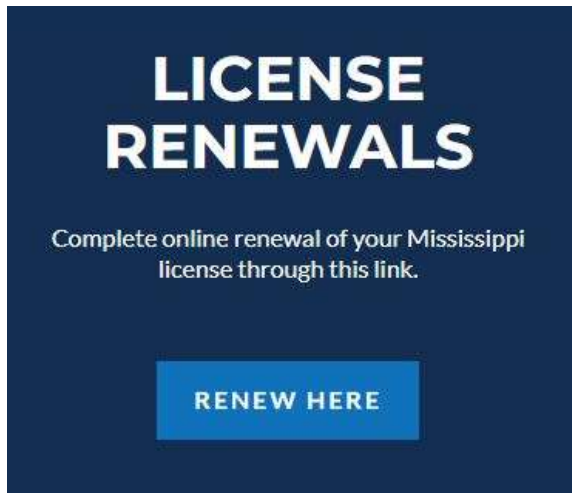 LICENSE
RENEWALS
Complete online renewal of your Mississippi
license through this link.
RENEW HERE